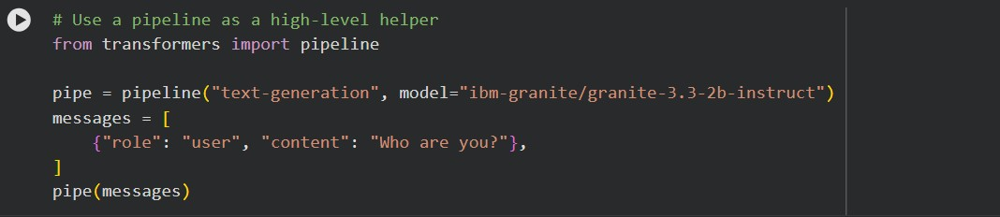 # Use a pipeline as a high-level helper
from transformers import pipeline

pipe = pipeline("text-generation", model="ibm-granite/granite-3.3-2b-instruct")
messages = [
    {"role": "user", "content": "Who are you?"},
]
pipe(messages)